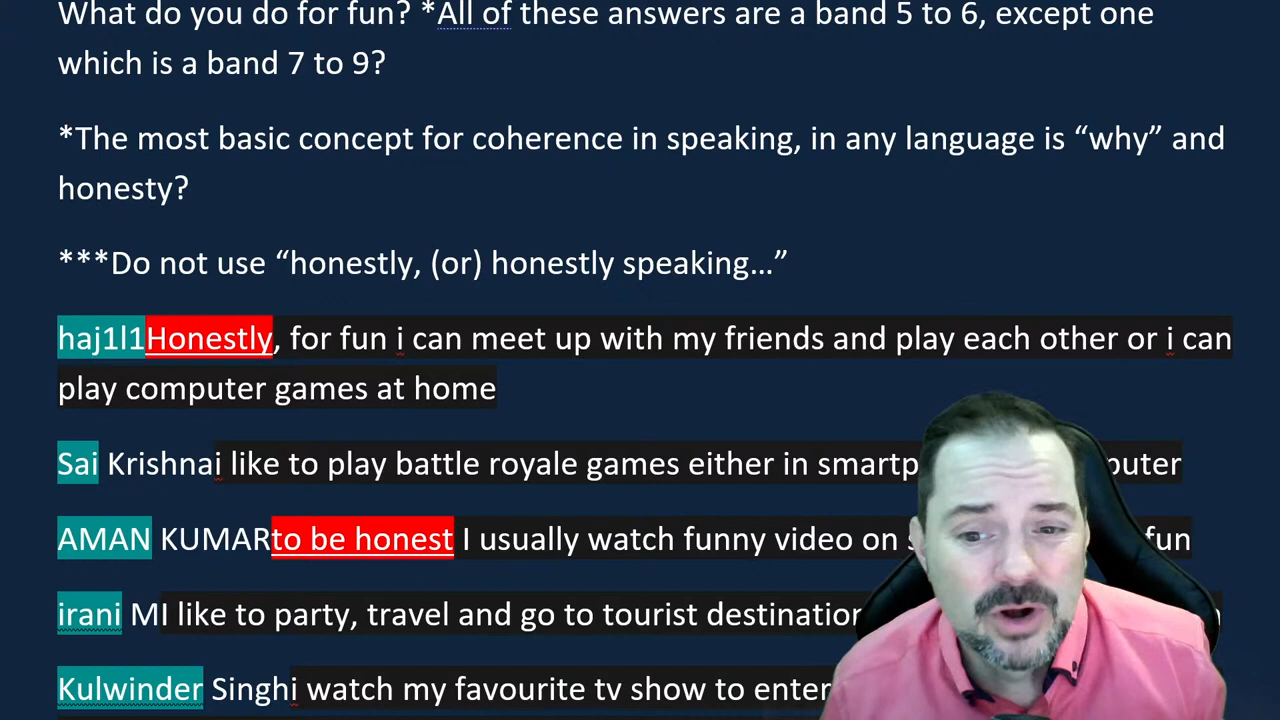 What do you do for fun? *All of these answers are a band 5 to 6, except one
which is a band 7 to 9?
*The most basic concept for coherence in speaking, in any language is “why” and
honesty?
***Do not use “honestly, (or) honestly speaking…”
haj1l1Honestly, for fun i can meet up with my friends and play each other or i can
play computer games at home
Sai Krishnai like to play battle royale games either in
AMAN KUMARto be honest I usually watch funny video on fun
irani MI like to party, travel and go to tourist
Kulwinder Singhi watch my favourite tv show to